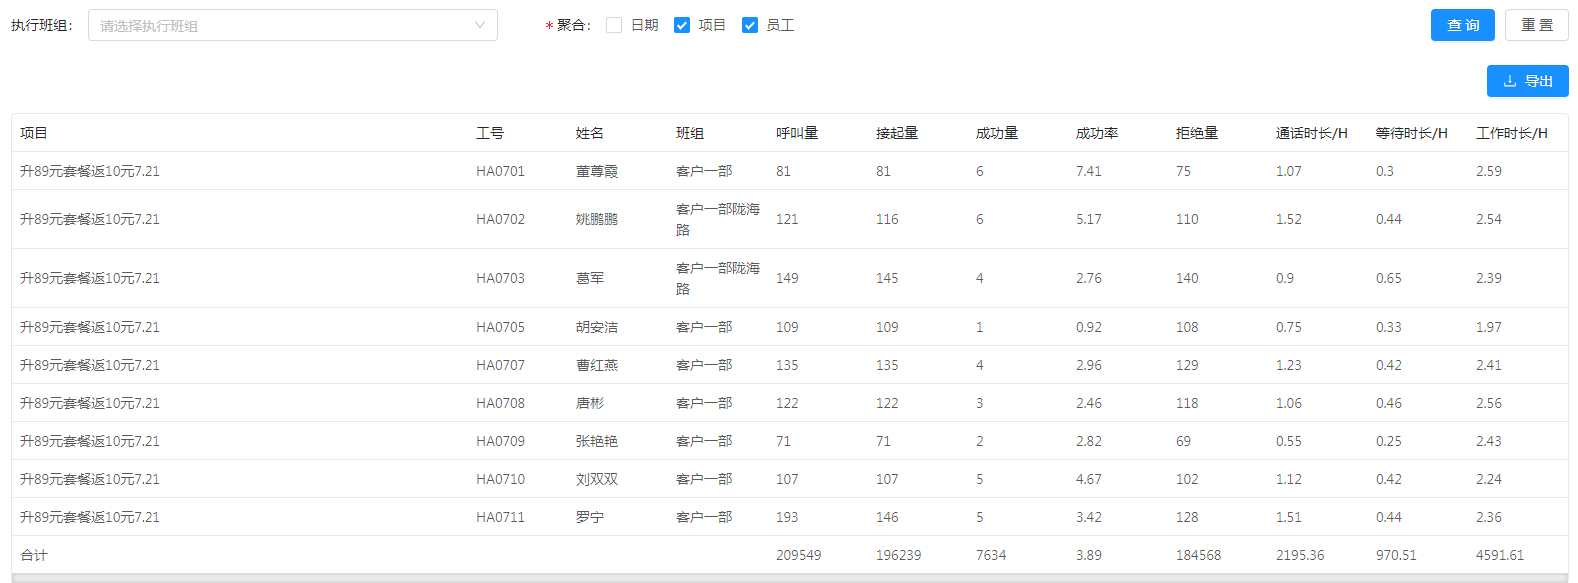 执行班组: 请选择执行班组 * 聚合: 日期 项目 员工 查 询 重 置
导出
项目 工号 姓名 班组 呼叫量 接起量 成功量 成功率 拒绝量 通话时长/H 等待时长/H 工作时长/H
升89元套餐返10元7.21 HA0701 董尊霞 客户一部 81 81 6 7.41 75 1.07 0.3 2.59
升89元套餐返10元7.21 HA0702 姚鹏鹏 客户一部陇海 121 116 6 5.17 110 1.52 0.44 2.54
路
升89元套餐返10元7.21 HA0703 葛军 客户一部陇海 149 145 4 2.76 140 0.9 0.65 2.39
路
升89元套餐返10元7.21 HA0705 胡安洁 客户一部 109 109 1 0.92 108 0.75 0.33 1.97
升89元套餐返10元7.21 HA0707 曹红燕 客户一部 135 135 4 2.96 129 1.23 0.42 2.41
升89元套餐返10元7.21 HA0708 唐彬 客户一部 122 122 3 2.46 118 1.06 0.46 2.56
升89元套餐返10元7.21 HA0709 张艳艳 客户一部 71 71 2 2.82 69 0.55 0.25 2.43
升89元套餐返10元7.21 HA0710 刘双双 客户一部 107 107 5 4.67 102 1.12 0.42 2.24
升89元套餐返10元7.21 HA0711 罗宁 客户一部 193 146 5 3.42 128 1.51 0.44 2.36
合计 209549 196239 7634 3.89 184568 2195.36 970.51 4591.61